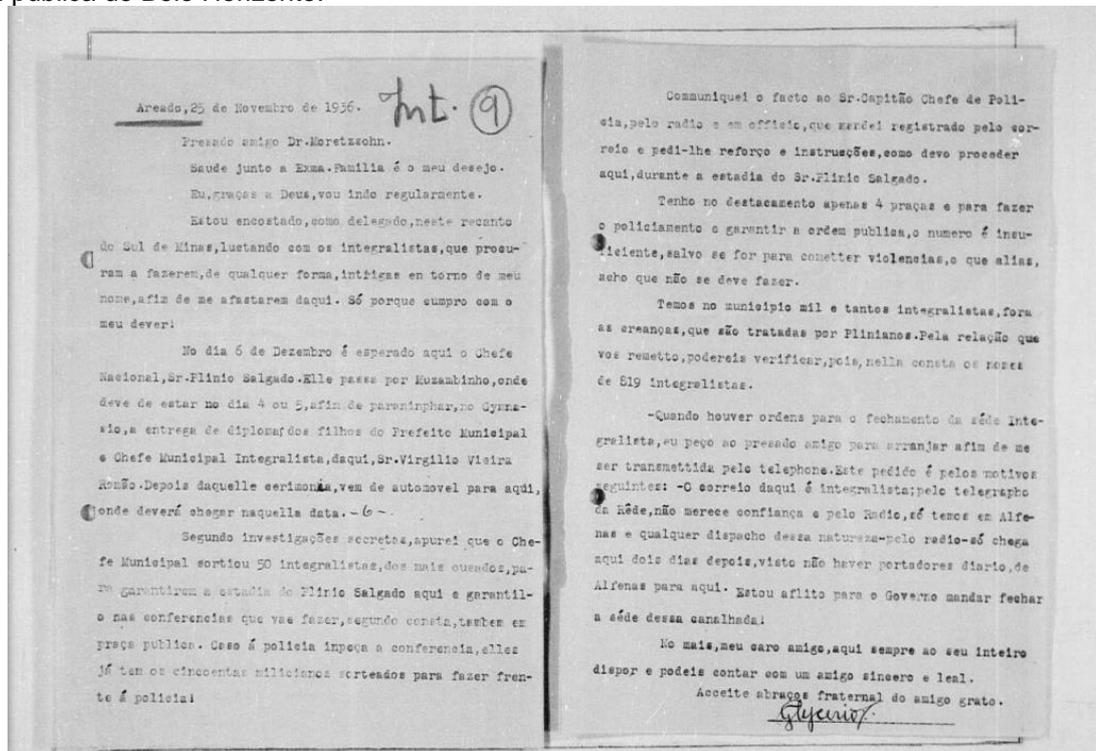 publica de Belo Horizonte.
Areado,25 de Novembro de 1936.
Int. 9
Presado amigo Dr.Moretzsohn.
Saude junto a Exma.Familia é o meu desejo.
Eu,graças a Deus,vou indo regularmente.
Estou encostado,como delegado,neste recanto
do Sul de Minas,luctando com os integralistas,que procu-
ram a fazerem,de qualquer forma,intrigas en torno de meu
nome,afim de me afastarem daqui. Só porque cumpro com o
meu dever!
No dia 6 de Dezembro é esperado aqui o Chefe
Nacional,Sr.Plinio Salgado.Elle passa por Muzambinho,onde
deve de estar no dia 4 ou 5,afim de paraninphar,no Gymna-
sio,a entrega de diplomas dos filhos do Prefeito Municipal
e Chefe Municipal Integralista,daqui,Sr.Virgilio Vieira
Romão.Depois daquelle cerimonia,vem de automovel para aqui,
onde deverá chegar naquella data.-6-.
Segundo investigações secretas,apurei que o Che-
fe Municipal sortiou 50 integralistas,dos mais ousados,pa-
ra garantirem a estadia do Plinio Salgado aqui e garantil-
o nas conferencias que vae fazer,segundo consta,tambem em
praça publica. Caso á policia inpeça a conferencia,elles
já tem os cincoentas milicianos sorteados para fazer fren-
te á policia!
Communiquei o facto ao Sr.Capitão Chefe de Poli-
cia,pelo radio e em officio,que mandei registrado pelo cor-
reio e pedi-lhe reforço e instrucções,como devo proceder
aqui,durante a estadia do Sr.Plinio Salgado.
Tenho no destacamento apenas 4 praças e para fazer
o policiamento e garantir a ordem publica,o numero é insu-
ficiente,salvo se for para cometter violencias,o que alias,
acho que não se deve fazer.
Temos no municipio mil e tantos integralistas,fora
as creanças,que são tratadas por Plinianos.Pela relação que
vos remetto,podereis verificar,pois,nella consta os nomes
de 819 integralistas.
-Quando houver ordens para o fechamento da séde Inte-
gralista,eu peço ao presado amigo para arranjar afim de me
ser transmettida pelo telephone.Este pedido é pelos motivos
seguintes: -O correio daqui é integralista;pelo telegrapho
da Rêde,não merece confiança e pelo Radio,só temos em Alfe-
nas e qualquer dispacho dessa natureza-pelo radio-só chega
aqui dois dias depois,visto não haver portadores diario,de
Alfenas para aqui. Estou aflito para o Governo mandar fechar
a séde dessa canalhada!
No mais,meu caro amigo,aqui sempre ao seu inteiro
dispor e podeis contar com um amigo sincero e leal.
Acceite abraços fraternal do amigo grato.
Glycerio